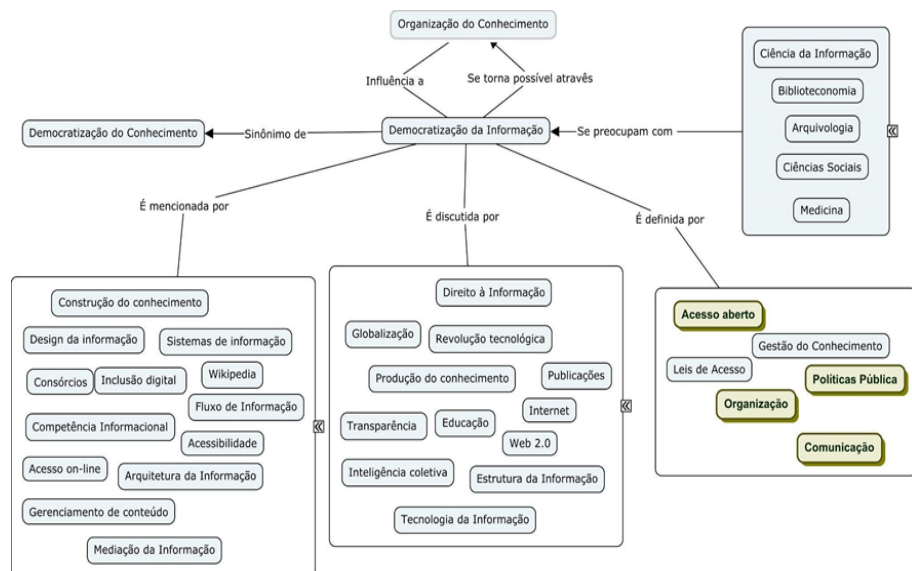 Organização do Conhecimento
Influência a
Se torna possível através
Democratização do Conhecimento
Sinônimo de
Democratização da Informação
Se preocupam com
Ciência da Informação
Biblioteconomia
Arquivologia
Ciências Sociais
Medicina
É mencionada por
É discutida por
É definida por
Construção do conhecimento
Design da informação
Sistemas de informação
Consórcios
Inclusão digital
Wikipedia
Fluxo de Informação
Competência Informacional
Acessibilidade
Acesso on-line
Arquitetura da Informação
Gerenciamento de conteúdo
Mediação da Informação
Direito à Informação
Globalização
Revolução tecnológica
Produção do conhecimento
Publicações
Internet
Transparência
Educação
Web 2.0
Inteligência coletiva
Estrutura da Informação
Tecnologia da Informação
Acesso aberto
Gestão do Conhecimento
Leis de Acesso
Políticas Pública
Organização
Comunicação